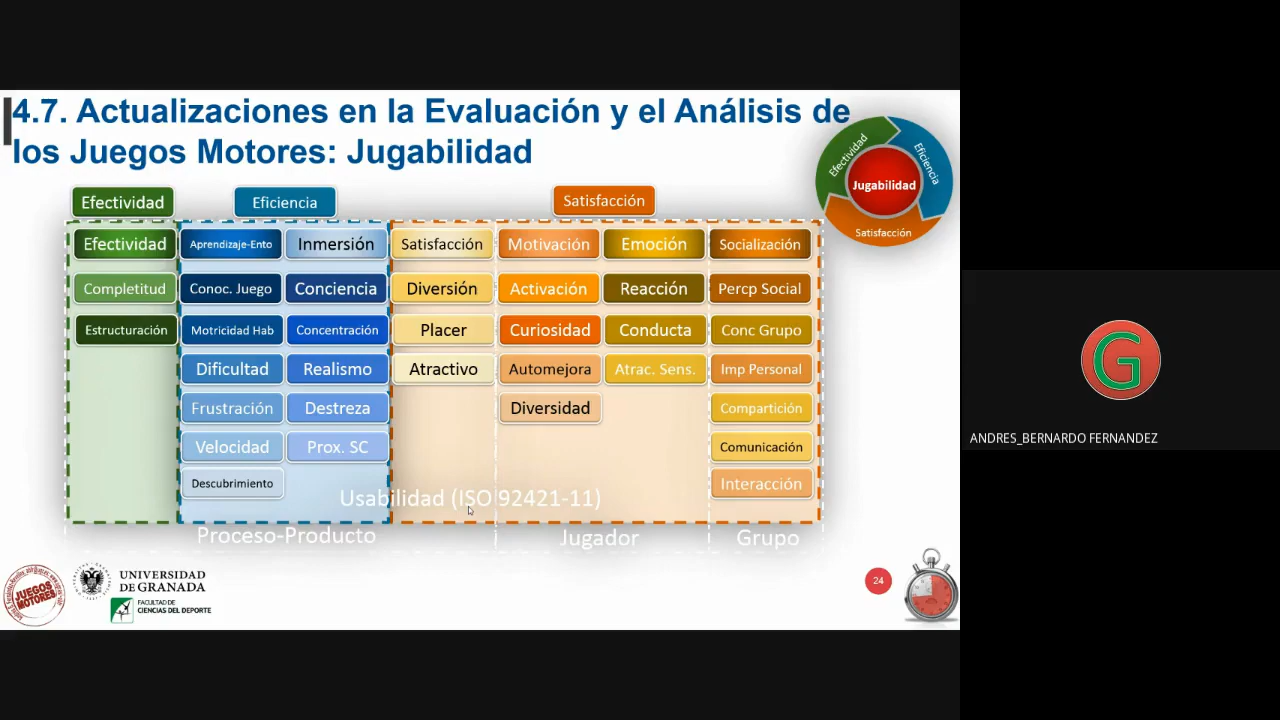 4.7. Actualizaciones en la Evaluación y el Análisis de
los Juegos Motores: Jugabilidad
Efectividad
Eficiencia
Satisfacción
Jugabilidad
Efectividad
Eficiencia
Satisfacción
Efectividad
Aprendizaje-Ento
Inmersión
Satisfacción
Motivación
Emoción
Socialización
Completitud
Conoc. Juego
Conciencia
Diversión
Activación
Reacción
Percp Social
Estructuración
Motricidad Hab
Concentración
Placer
Curiosidad
Conducta
Conc Grupo
Dificultad
Realismo
Atractivo
Automejora
Atrac. Sens.
Imp Personal
Frustración
Destreza
Diversidad
Compartición
Velocidad
Prox. SC
Comunicación
Descubrimiento
Interacción
Usabilidad (ISO 92421-11)
Proceso-Producto
Jugador
Grupo
JUEGOS
MOTORES
UNIVERSIDAD
DE GRANADA
FACULTAD DE
CIENCIAS DEL DEPORTE
24
G
ANDRES_BERNARDO FERNANDEZ